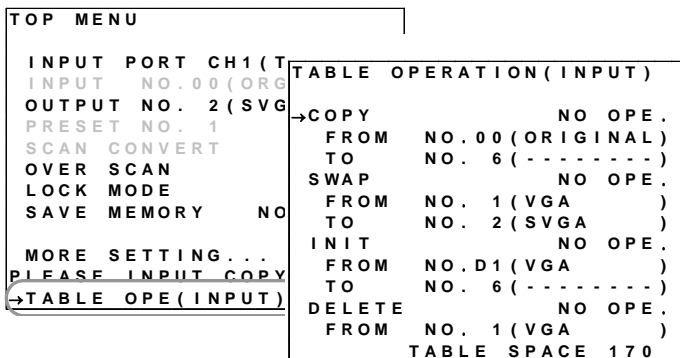 TOP MENU
INPUT PORT CH1(T
INPUT NO.00(ORG
OUTPUT NO. 2(SVG
PRESET NO. 1
SCAN CONVERT
OVER SCAN
LOCK MODE
SAVE MEMORY NO
MORE SETTING...
PLEASE INPUT COPY
→TABLE OPE(INPUT)
TABLE OPERATION(INPUT)
→COPY NO OPE.
FROM NO.00(ORIGINAL)
TO NO. 6(--------)
SWAP NO OPE.
FROM NO. 1(VGA )
TO NO. 2(SVGA )
INIT NO OPE.
FROM NO.D1(VGA )
TO NO. 6(--------)
DELETE NO OPE.
FROM NO. 1(VGA )
TABLE SPACE 170